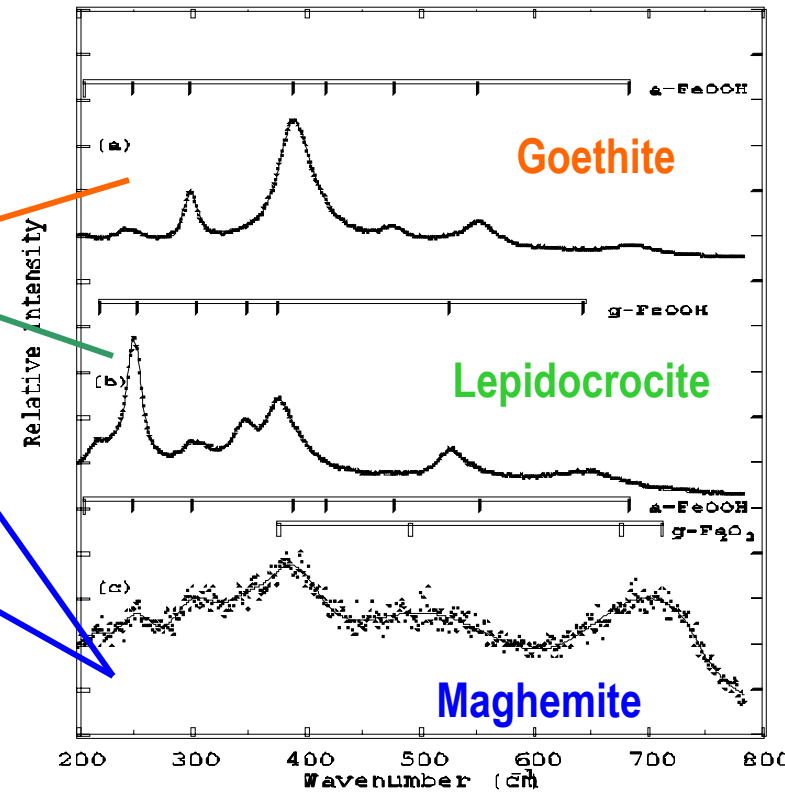 a-FeOOH
(a)
Goethite
Relative Intensity
g-FeOOH
Lepidocrocite
(b)
a-FeOOH
g-Fe2O3
(c)
Maghemite
200 300 400 500 600 700 800
Wavenumber (cm